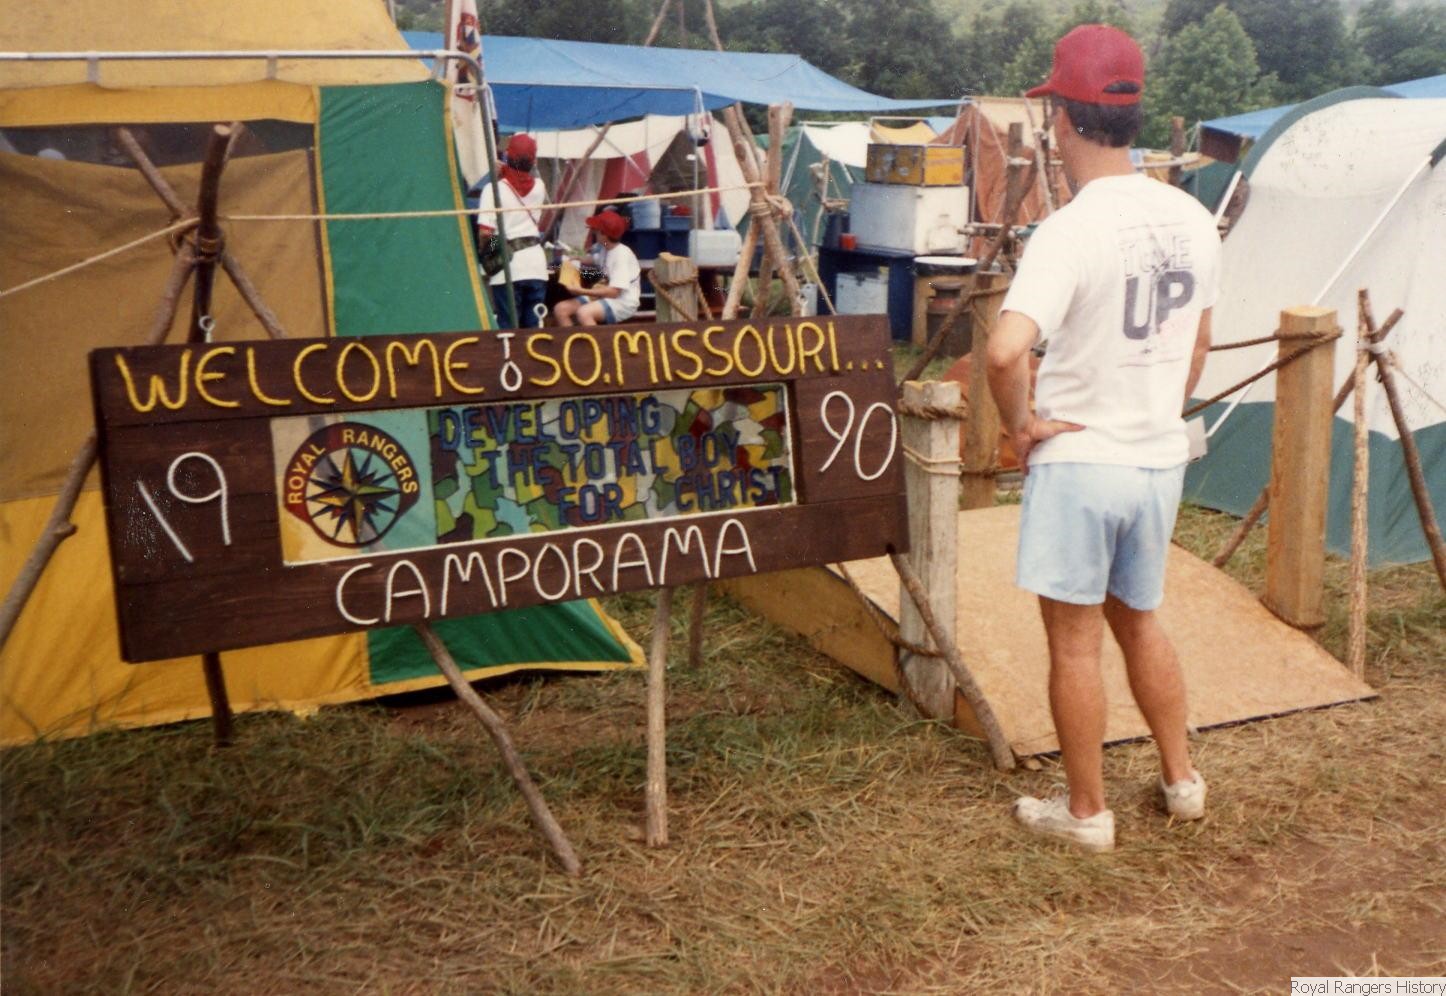 WELCOME TO SO. MISSOURI...
19 90
ROYAL RANGERS
DEVELOPING
THE TOTAL BOY
FOR CHRIST
CAMPORAMA
TUNE
UP
Royal Rangers History